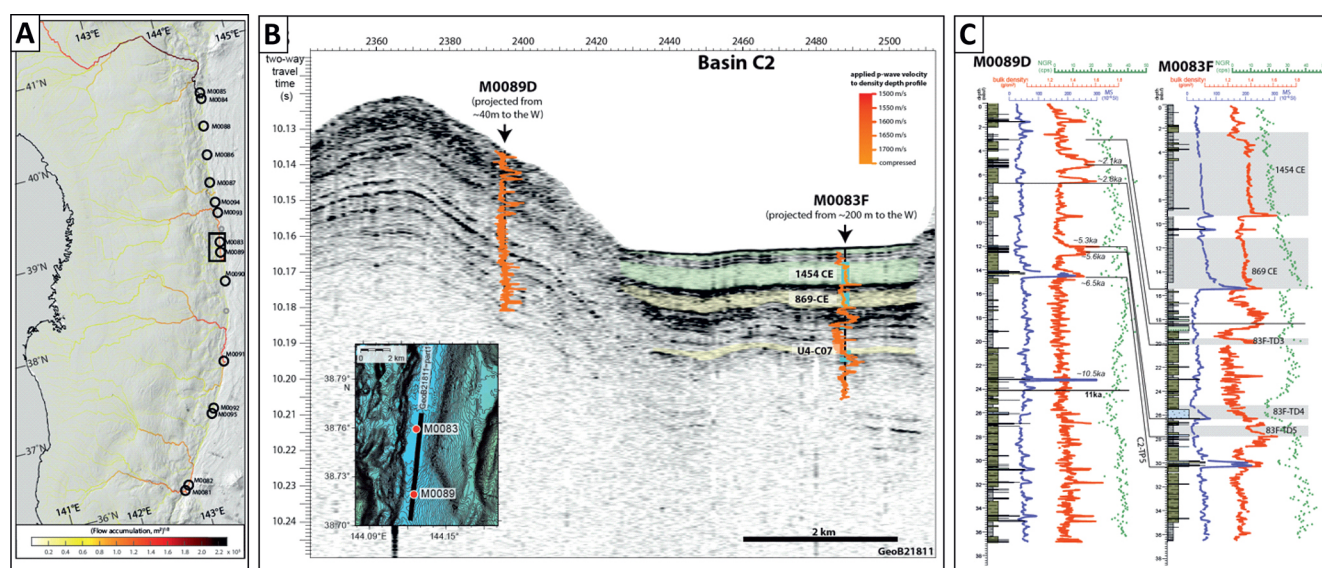 A
143°E
144°E
145°E
41°N
40°N
39°N
38°N
37°N
36°N
141°E
142°E
143°E
M0085
M0084
M0088
M0086
M0087
M0094
M0093
M0083
M0089
M0090
M0091
M0092
M0095
M0082
M0081
0.2 0.4 0.6 0.8 1.0 1.2 1.4 1.6 1.8 2.0 2.2
B
2360 2380 2400 2420 2440 2460 2480 2500
two-way
travel
time
(s)
10.13
10.14
10.15
10.16
10.17
10.18
10.19
10.20
10.21
10.22
10.23
10.24
Basin C2
M0089D
(projected from
~40m to the W)
applied p-wave velocity
to density depth profile
1500 m/s
1600 m/s
1650 m/s
1700 m/s
compressed
M0083F
(projected from ~200 m to the W)
1454 CE
869-CE
U4-C07
0 2 km
38.79°
N
38.76°
38.73°
38.70°
144.09°E
144.15°
GeoB21811-part1
M0083
M0089
2 km
GeoB21811
C
M0089D
NGR
(cps)
bulk density
MS
~2.1ka
~2.8ka
~5.3ka
~5.6ka
~6.5ka
~10.5ka
11ka
C2-TP5
M0083F
NGR
(cps)
bulk density
MS
1454 CE
869 CE
83F-TD3
83F-TD4
83F-TD5